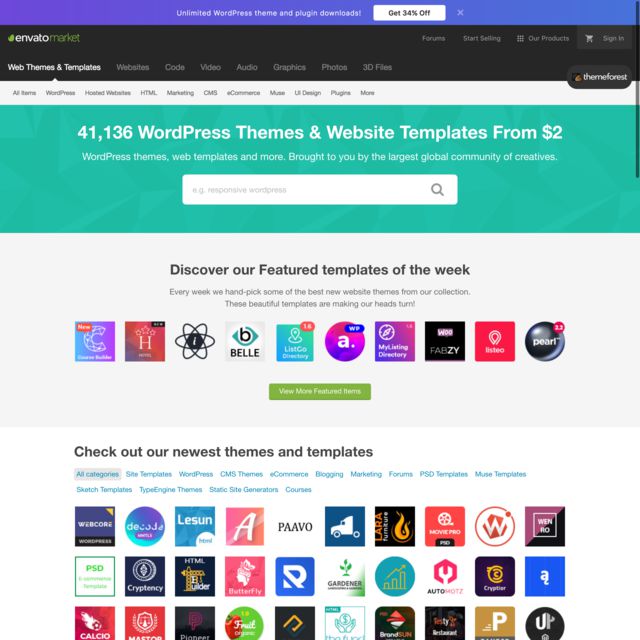 Unlimited WordPress theme and plugin downloads! Get 34% Off
envatomarket Forums Start Selling Our Products Sign In
Web Themes & Templates Websites Code Video Audio Graphics Photos 3D Files
themeforest
All Items WordPress Hosted Websites HTML Marketing CMS eCommerce Muse UI Design Plugins More
41,136 WordPress Themes & Website Templates From $2
WordPress themes, web templates and more. Brought to you by the largest global community of creatives.
e.g. responsive wordpress
Discover our Featured templates of the week
Every week we hand-pick some of the best new website themes from our collection.
These beautiful templates are making our heads turn!
New
Course Builder
H
HOTEL
i
b
BELLE
1.6
ListGo
Directory
WP
a.
1.6
MyListing
Directory
WOO
FABZY
listeo
2.2
pearl
View More Featured Items
Check out our newest themes and templates
All categories Site Templates WordPress CMS Themes eCommerce Blogging Marketing Forums PSD Templates Muse Templates
Sketch Templates TypeEngine Themes Static Site Generators Courses
WEBCORE
WORDPRESS
decode
HTML5
Lesun
html
A
PAAVO
LARA
furniture
MOVIE PRO
PSD
W
WEN
RO
PSD
E-commerce
Template
Cryptency
HTML
Builder
Butterfly
R
GARDENER
AUTOMOTZ
Cryptior
q
CALCIO
MASTOR
Pioneer
1.0
Fruit
Organic
HTML
the fund
PSD
BrandSUN
Testy
Restaurant
P
UP